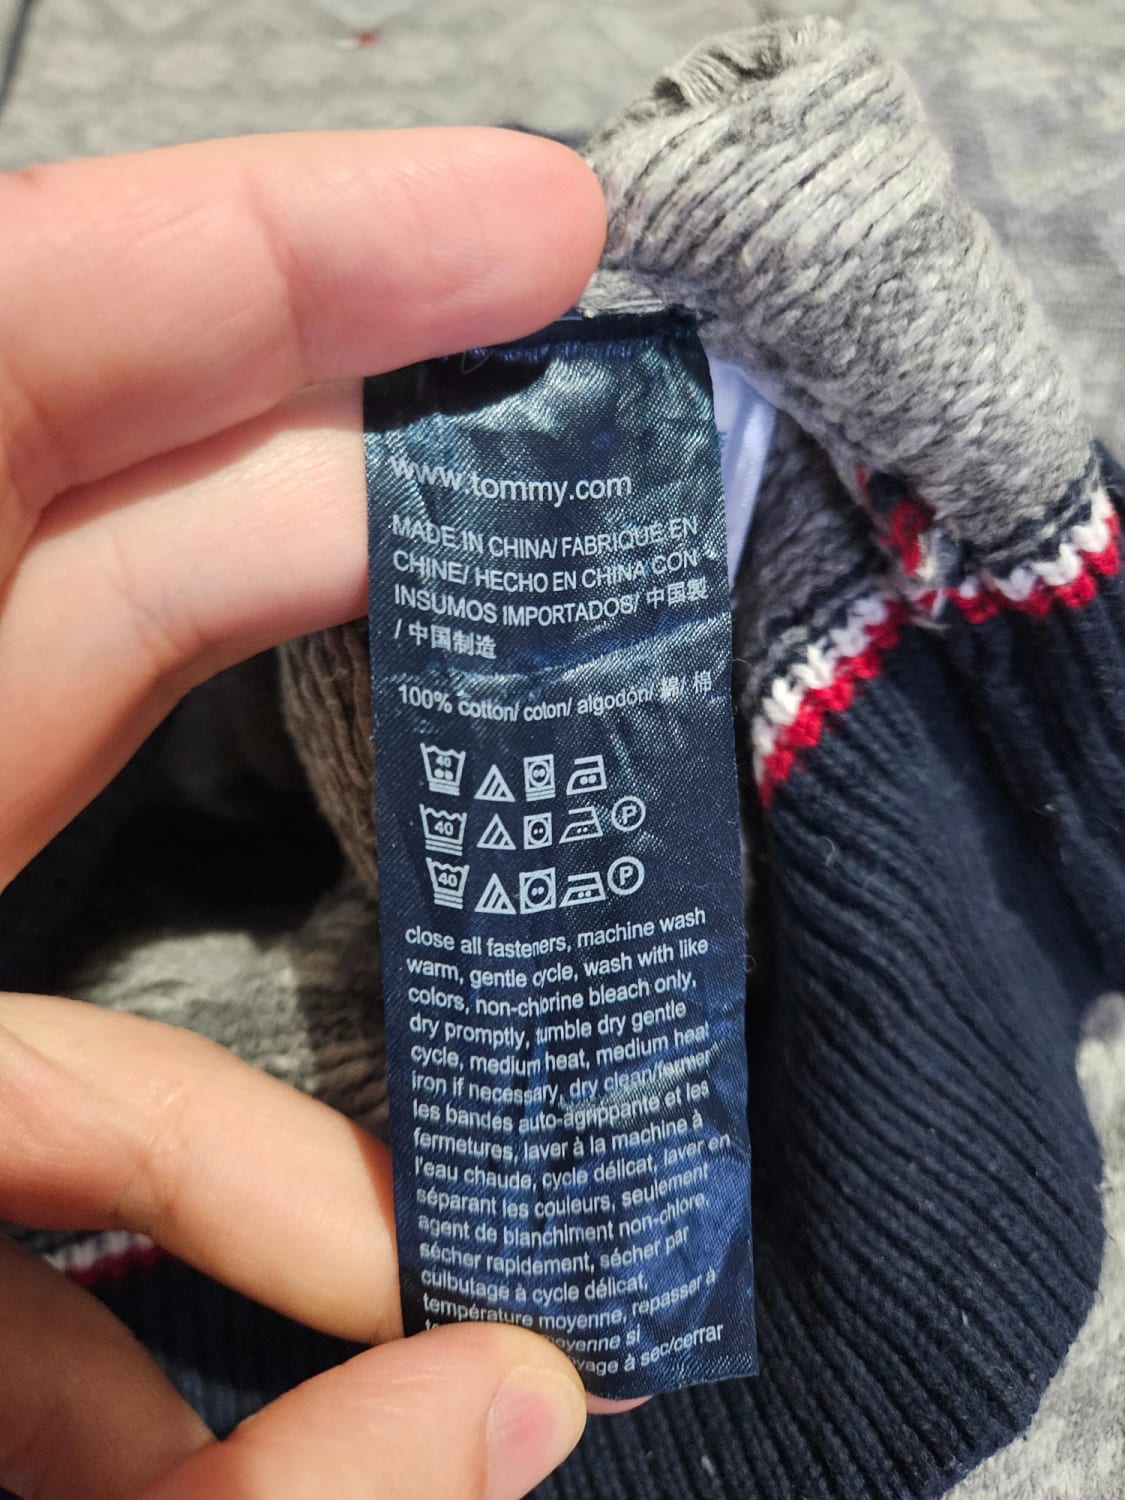 www.tommy.com
MADE IN CHINA/ FABRIQUÉ EN
CHINE/ HECHO EN CHINA CON
INSUMOS IMPORTADOS/ 中国製
/ 中国制造
100% cotton/ coton/ algodon/ 綿/ 棉
40
40
P
40
P
close all fasteners, machine wash
warm, gentle cycle, wash with like
colors, non-chlorine bleach only,
dry promptly, tumble dry gentle
cycle, medium heat, medium heat
iron if necessary, dry clean/fermer
les bandes auto-agrippante et les
fermetures, laver à la machine à
l'eau chaude, cycle délicat, laver en
séparant les couleurs, seulement
agent de blanchiment non-chlore,
sécher rapidement, sécher par
culbutage à cycle délicat,
température moyenne, repasser à
si
à sec/cerrar